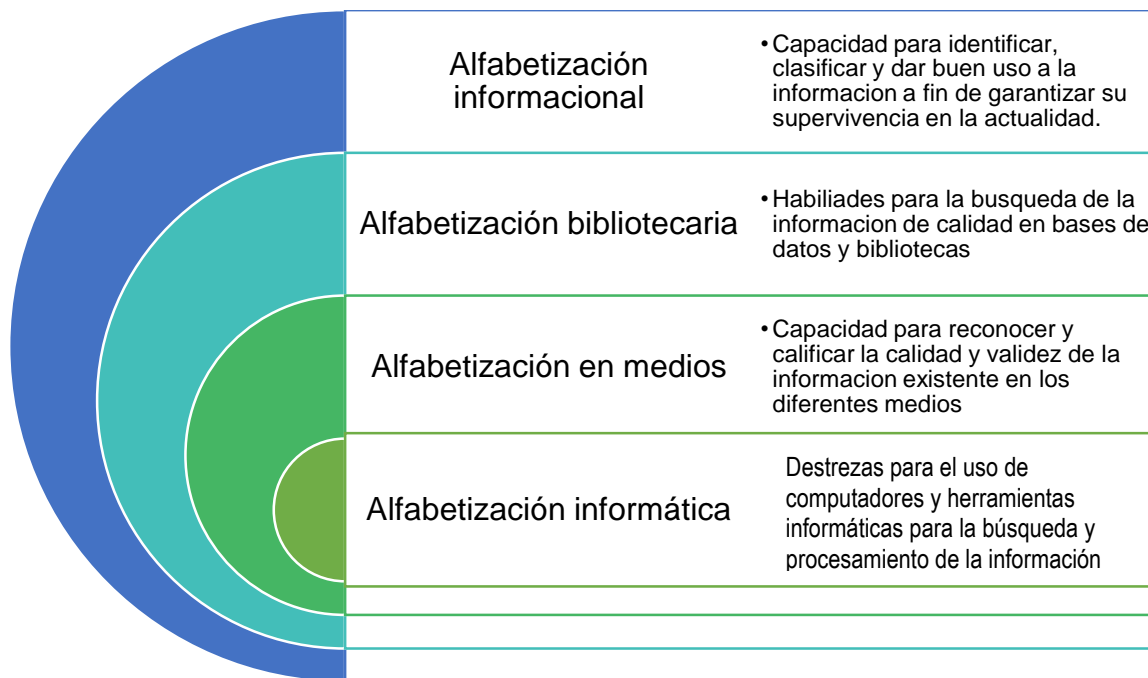 Alfabetización
informacional
•Capacidad para identificar,
clasificar y dar buen uso a la
informacion a fin de garantizar su
supervivencia en la actualidad.
Alfabetización bibliotecaria
•Habiliades para la busqueda de la
informacion de calidad en bases de
datos y bibliotecas
Alfabetización en medios
•Capacidad para reconocer y
calificar la calidad y validez de la
informacion existente en los
diferentes medios
Alfabetización informática
Destrezas para el uso de
computadores y herramientas
informáticas para la búsqueda y
procesamiento de la información